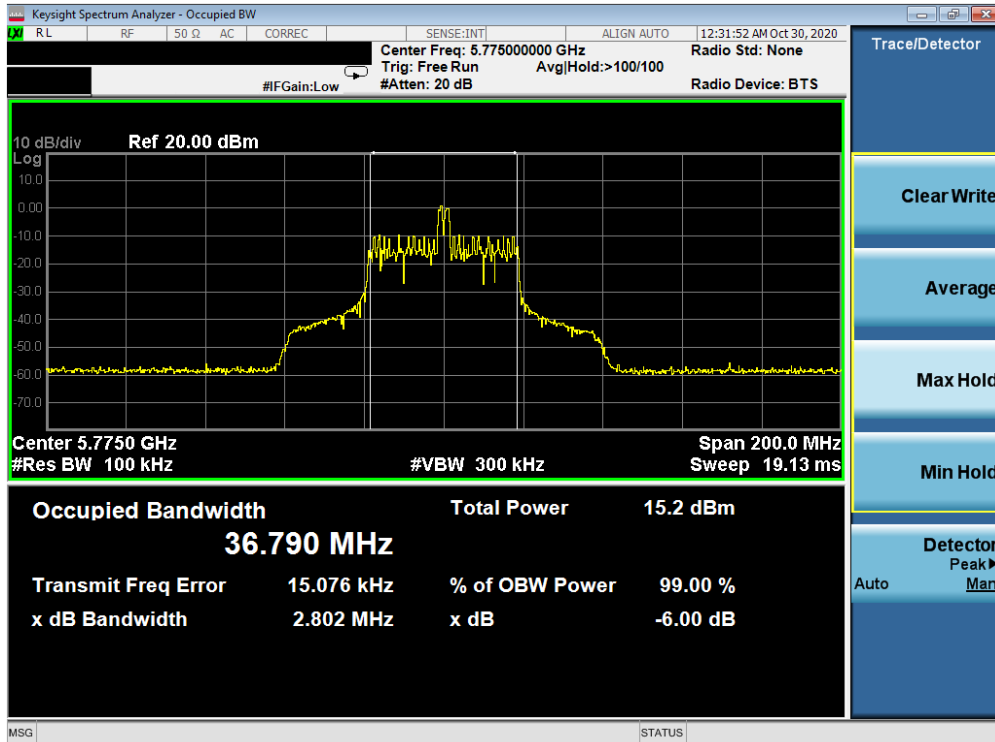 Keysight Spectrum Analyzer - Occupied BW
LXI RL RF 50 Ω AC CORREC SENSE:INT ALIGN AUTO 12:31:52 AM Oct 30, 2020
Center Freq: 5.775000000 GHz Radio Std: None
Trig: Free Run Avg|Hold:>100/100
#IFGain:Low #Atten: 20 dB Radio Device: BTS
10 dB/div Ref 20.00 dBm
Log
10.0
0.00
-10.0
-20.0
-30.0
-40.0
-50.0
-60.0
-70.0
Center 5.7750 GHz Span 200.0 MHz
#Res BW 100 kHz #VBW 300 kHz Sweep 19.13 ms
Occupied Bandwidth Total Power 15.2 dBm
36.790 MHz
Transmit Freq Error 15.076 kHz % of OBW Power 99.00 %
x dB Bandwidth 2.802 MHz x dB -6.00 dB
Trace/Detector
Clear Write
Average
Max Hold
Min Hold
Detector
Peak▶
Auto Man
MSG STATUS